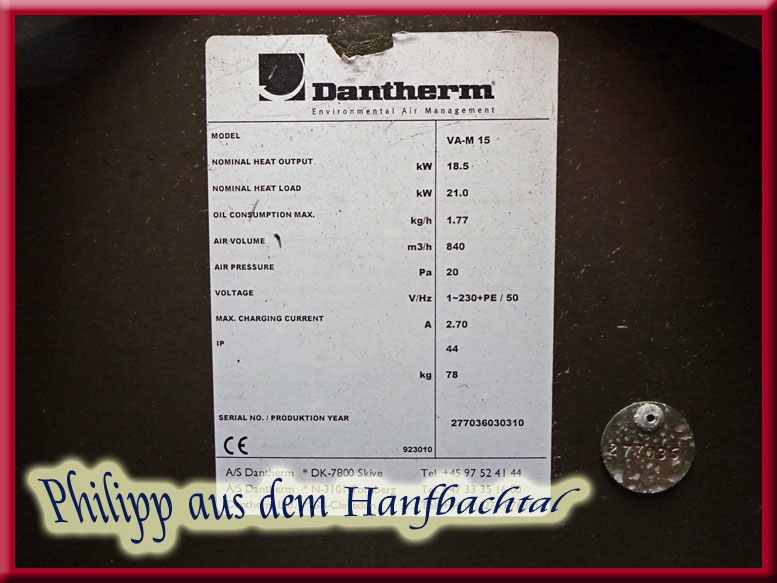 Dantherm®
Environmental Air Management
MODEL VA-M 15
NOMINAL HEAT OUTPUT kW 18.5
NOMINAL HEAT LOAD kW 21.0
OIL CONSUMPTION MAX. kg/h 1.77
AIR VOLUME m3/h 840
AIR PRESSURE Pa 20
VOLTAGE V/Hz 1~230+PE / 50
MAX. CHARGING CURRENT A 2.70
IP 44
kg 78
SERIAL NO. / PRODUKTION YEAR 277036030310
CE 923010
277035
A/S Dantherm * DK-7800 Skive Tel +45 97 52 41 44
A/S Dantherm * N-3101
Philipp aus dem Hanfbachtal